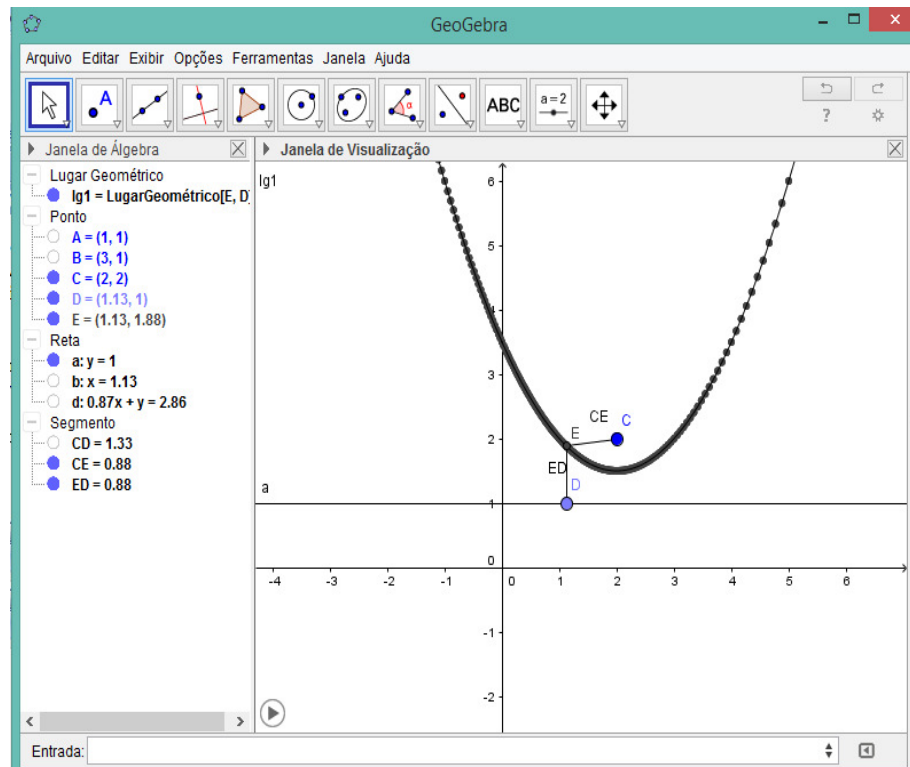 GeoGebra
Arquivo Editar Exibir Opções Ferramentas Janela Ajuda
A
α
ABC
a=2
?
Janela de Álgebra
Janela de Visualização
Lugar Geométrico
lg1 = LugarGeométrico[E, D]
Ponto
A = (1, 1)
B = (3, 1)
C = (2, 2)
D = (1.13, 1)
E = (1.13, 1.88)
Reta
a: y = 1
b: x = 1.13
d: 0.87x + y = 2.86
Segmento
CD = 1.33
CE = 0.88
ED = 0.88
lg1
6
5
4
3
CE C
2
E
ED
D
a
1
0
-4 -3 -2 -1 0 1 2 3 4 5 6
-1
-2
Entrada: